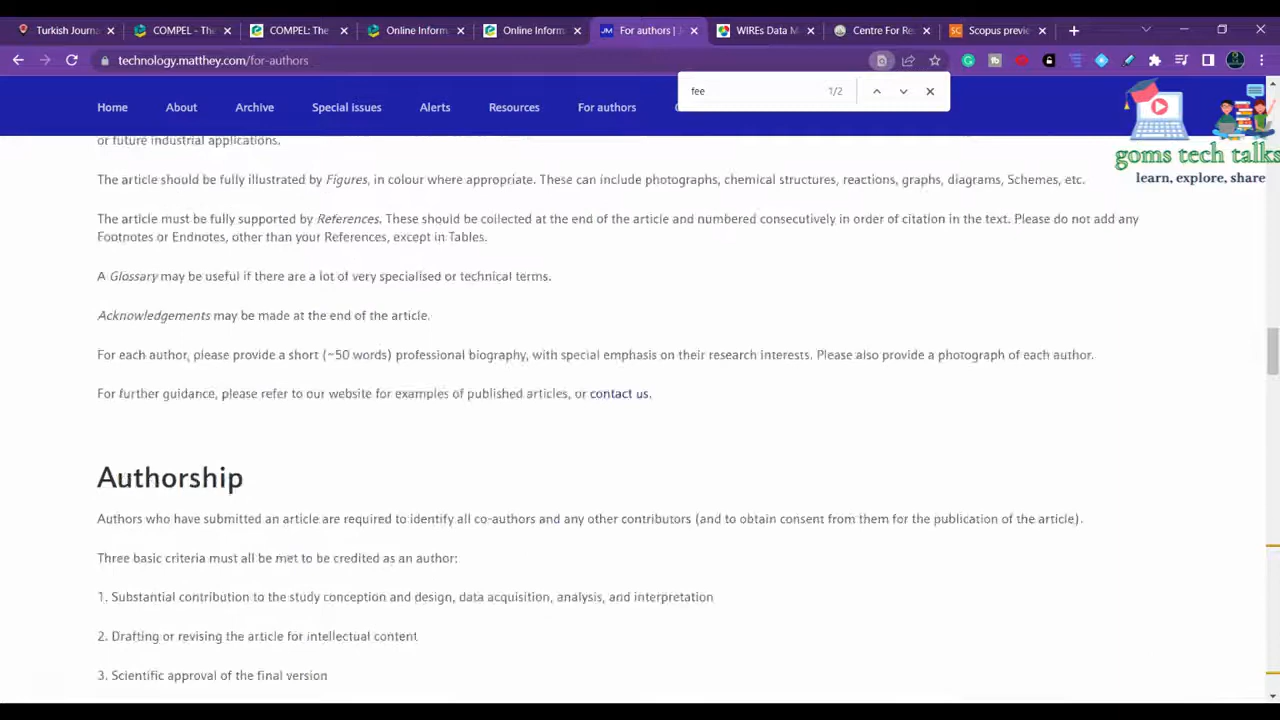 Turkish Journa
COMPEL - The
COMPEL: The
Online Inform
Online Inform
For authors | J
WIREs Data M
Centre For Re
Scopus previe
technology.matthey.com/for-authors
fee
1/2
Home
About
Archive
Special issues
Alerts
Resources
For authors
goms tech talks
learn, explore, share
or future industrial applications.
The article should be fully illustrated by Figures, in colour where appropriate. These can include photographs, chemical structures, reactions, graphs, diagrams, Schemes, etc.
The article must be fully supported by References. These should be collected at the end of the article and numbered consecutively in order of citation in the text. Please do not add any
Footnotes or Endnotes, other than your References, except in Tables.
A Glossary may be useful if there are a lot of very specialised or technical terms.
Acknowledgements may be made at the end of the article.
For each author, please provide a short (~50 words) professional biography, with special emphasis on their research interests. Please also provide a photograph of each author.
For further guidance, please refer to our website for examples of published articles, or contact us.
Authorship
Authors who have submitted an article are required to identify all co-authors and any other contributors (and to obtain consent from them for the publication of the article).
Three basic criteria must all be met to be credited as an author:
1. Substantial contribution to the study conception and design, data acquisition, analysis, and interpretation
2. Drafting or revising the article for intellectual content
3. Scientific approval of the final version